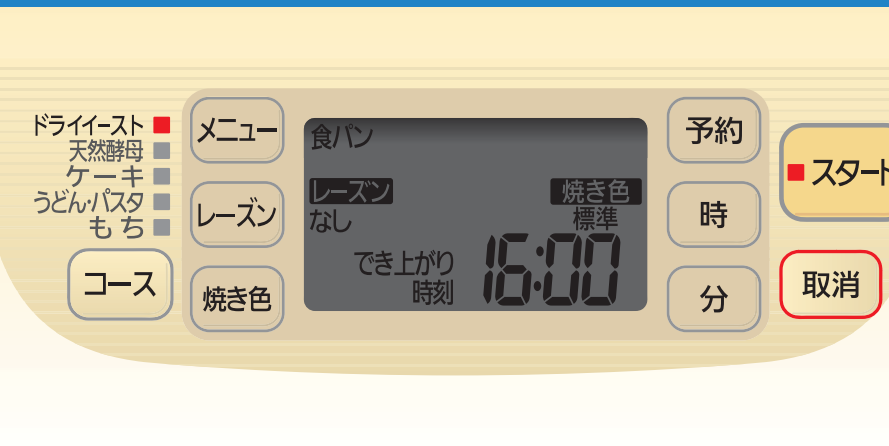 ドライイースト
天然酵母
ケーキ
うどん・パスタ
もち
コース
メニュー
レーズン
焼き色
食パン
レーズン
なし
焼き色
標準
でき上がり
時刻
16:00
予約
時
分
スタート
取消